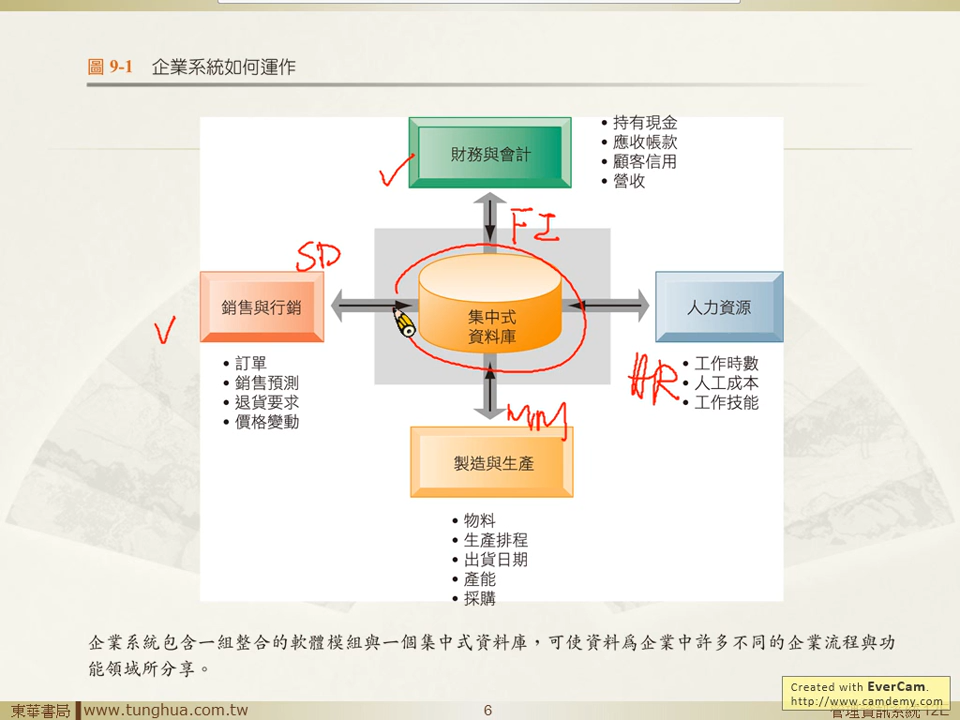 圖 9-1 企業系統如何運作
財務與會計
• 持有現金
• 應收帳款
• 顧客信用
• 營收
FI
SD
銷售與行銷
集中式
資料庫
人力資源
• 訂單
• 銷售預測
• 退貨要求
• 價格變動
HR
• 工作時數
• 人工成本
• 工作技能
MM
製造與生產
• 物料
• 生產排程
• 出貨日期
• 產能
• 採購
企業系統包含一組整合的軟體模組與一個集中式資料庫，可使資料為企業中許多不同的企業流程與功
能領域所分享。
Created with EverCam.
http://www.camdemy.com
東華書局 www.tunghua.com.tw
6
管理資訊系統 12E